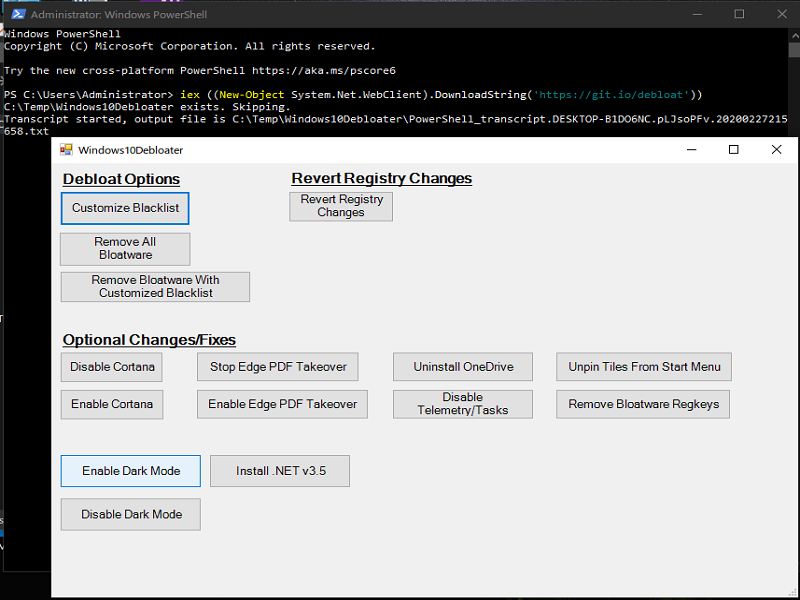 Administrator: Windows PowerShell
Windows PowerShell
Copyright (C) Microsoft Corporation. All rights reserved.
Try the new cross-platform PowerShell https://aka.ms/pscore6
PS C:\Users\Administrator> iex ((New-Object System.Net.WebClient).DownloadString('https://git.io/debloat'))
C:\Temp\Windows10Debloater exists. Skipping.
Transcript started, output file is C:\Temp\Windows10Debloater\PowerShell_transcript.DESKTOP-B1DO6NC.pLJsoPFv.20200227215
658.txt
Windows10Debloater
Debloat Options
Revert Registry Changes
Customize Blacklist
Revert Registry
Changes
Remove All
Bloatware
Remove Bloatware With
Customized Blacklist
Optional Changes/Fixes
Disable Cortana
Stop Edge PDF Takeover
Uninstall OneDrive
Unpin Tiles From Start Menu
Enable Cortana
Enable Edge PDF Takeover
Disable
Telemetry/Tasks
Remove Bloatware Regkeys
Enable Dark Mode
Install .NET v3.5
Disable Dark Mode